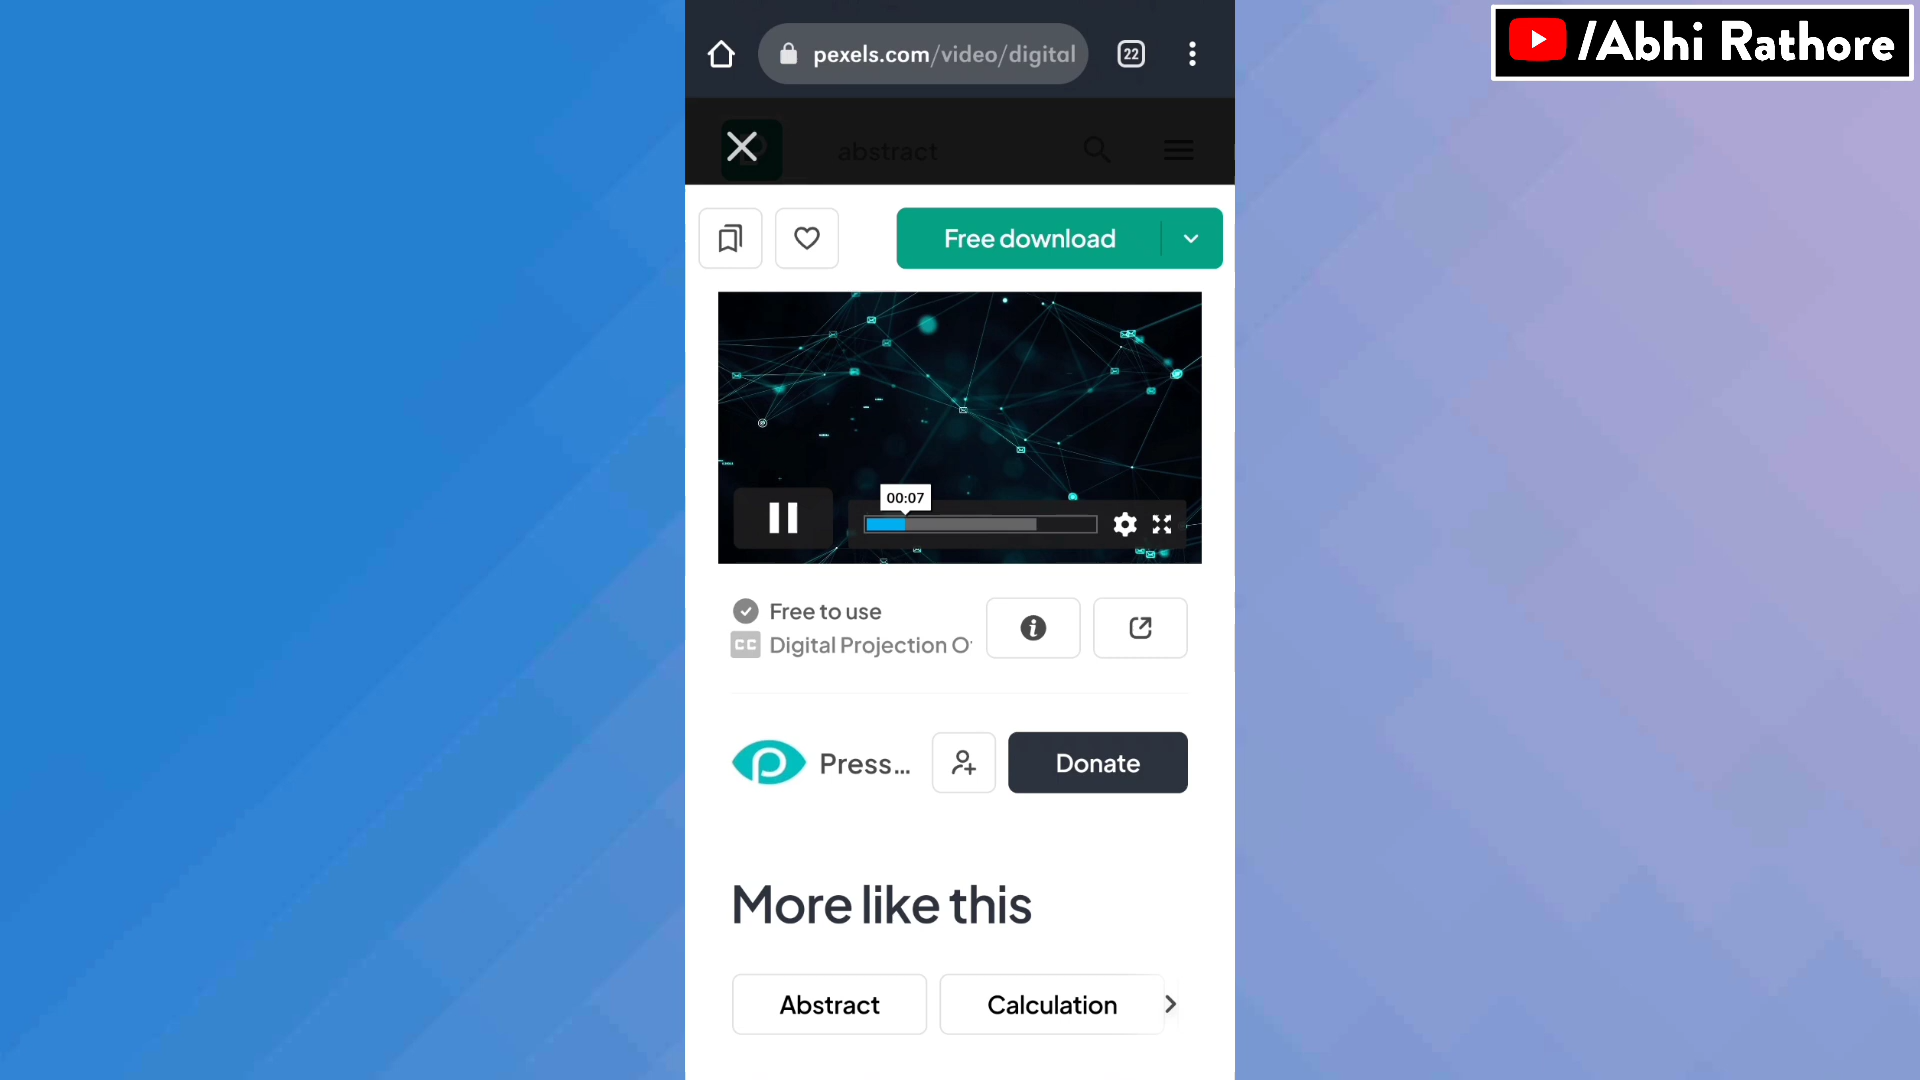 /Abhi Rathore
pexels.com/video/digital
22
abstract
Free download
00:07
Free to use
CC Digital Projection O
Press...
Donate
More like this
Abstract
Calculation